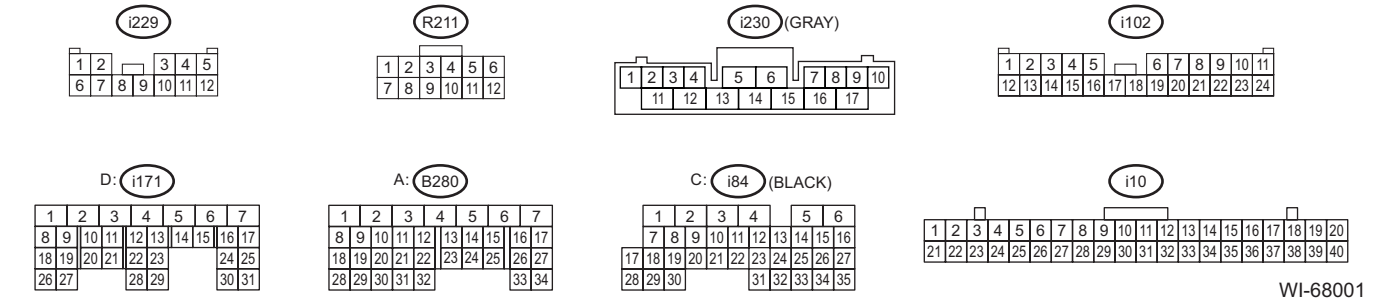 i229
1 2 3 4 5
6 7 8 9 10 11 12
R211
1 2 3 4 5 6
7 8 9 10 11 12
i230 (GRAY)
1 2 3 4 5 6 7 8 9 10
11 12 13 14 15 16 17
i102
1 2 3 4 5 6 7 8 9 10 11
12 13 14 15 16 17 18 19 20 21 22 23 24
D: i171
1 2 3 4 5 6 7
8 9 10 11 12 13 14 15 16 17
18 19 20 21 22 23 24 25
26 27 28 29 30 31
A: B280
1 2 3 4 5 6 7
8 9 10 11 12 13 14 15 16 17
18 19 20 21 22 23 24 25 26 27
28 29 30 31 32 33 34
C: i84 (BLACK)
1 2 3 4 5 6
7 8 9 10 11 12 13 14 15 16
17 18 19 20 21 22 23 24 25 26 27
28 29 30 31 32 33 34 35
i10
1 2 3 4 5 6 7 8 9 10 11 12 13 14 15 16 17 18 19 20
21 22 23 24 25 26 27 28 29 30 31 32 33 34 35 36 37 38 39 40
WI-68001